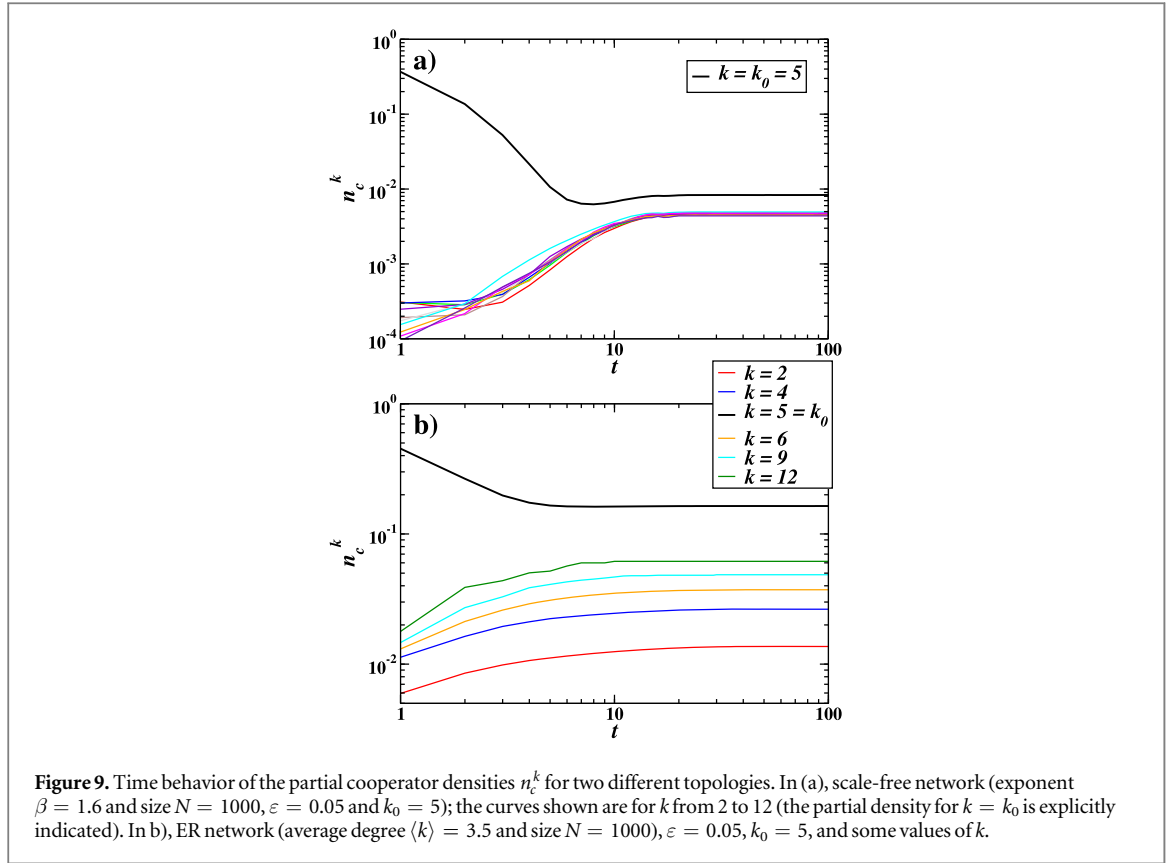 10^0
a)
k = k_0 = 5
10^-1
n_c^k
10^-2
10^-3
10^-4
1
10
100
t
k = 2
k = 4
k = 5 = k_0
k = 6
k = 9
k = 12
10^0
b)
n_c^k
10^-1
10^-2
1
10
100
t
Figure 9. Time behavior of the partial cooperator densities n_c^k for two different topologies. In (a), scale-free network (exponent
β = 1.6 and size N = 1000, ε = 0.05 and k_0 = 5); the curves shown are for k from 2 to 12 (the partial density for k = k_0 is explicitly
indicated). In b), ER network (average degree ⟨k⟩ = 3.5 and size N = 1000), ε = 0.05, k_0 = 5, and some values of k.